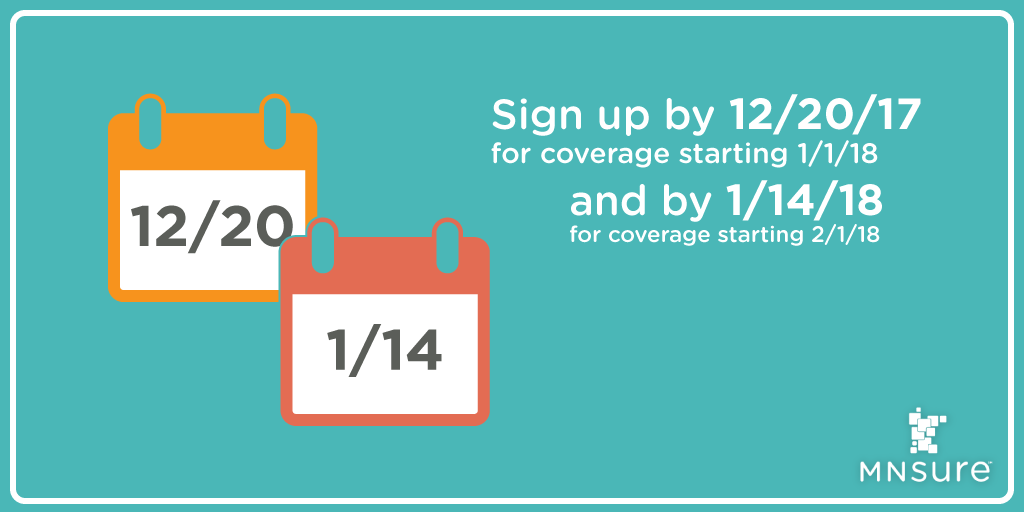 12/20
1/14
Sign up by 12/20/17
for coverage starting 1/1/18
and by 1/14/18
for coverage starting 2/1/18
MNsure™